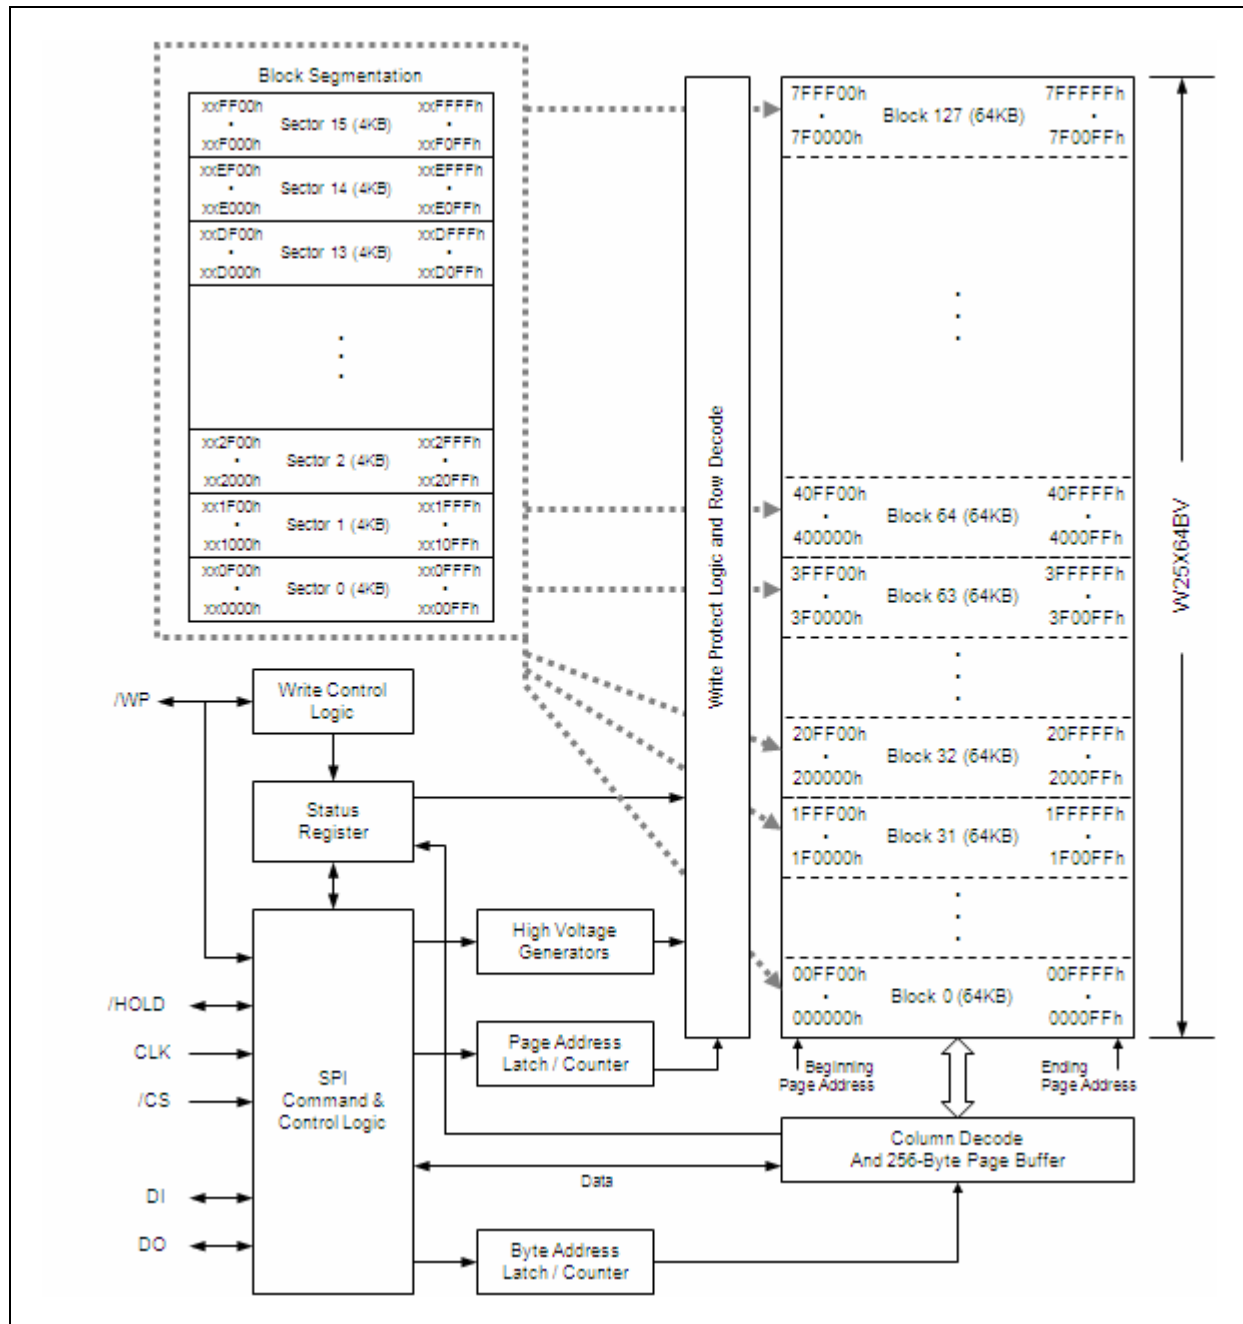 Block Segmentation
xxFF00h xxFFFFh
Sector 15 (4KB)
xxF000h xxF0FFh
xxEF00h xxEFFFh
Sector 14 (4KB)
xxE000h xxE0FFh
xxDF00h xxDFFFh
Sector 13 (4KB)
xxD000h xxD0FFh
xx2F00h xx2FFFh
Sector 2 (4KB)
xx2000h xx20FFh
xx1F00h xx1FFFh
Sector 1 (4KB)
xx1000h xx10FFh
xx0F00h xx0FFFh
Sector 0 (4KB)
xx0000h xx00FFh
Write Protect Logic and Row Decode
7FFF00h 7FFFFFh
Block 127 (64KB)
7F0000h 7F00FFh
40FF00h 40FFFFh
Block 64 (64KB)
400000h 4000FFh
3FFF00h 3FFFFFh
Block 63 (64KB)
3F0000h 3F00FFh
20FF00h 20FFFFh
Block 32 (64KB)
200000h 2000FFh
1FFF00h 1FFFFFh
Block 31 (64KB)
1F0000h 1F00FFh
00FF00h 00FFFFh
Block 0 (64KB)
000000h 0000FFh
W25X64BV
Beginning
Page Address
Ending
Page Address
/WP
Write Control
Logic
Status
Register
High Voltage
Generators
/HOLD
CLK
/CS
DI
DO
SPI
Command &
Control Logic
Page Address
Latch / Counter
Column Decode
And 256-Byte Page Buffer
Data
Byte Address
Latch / Counter